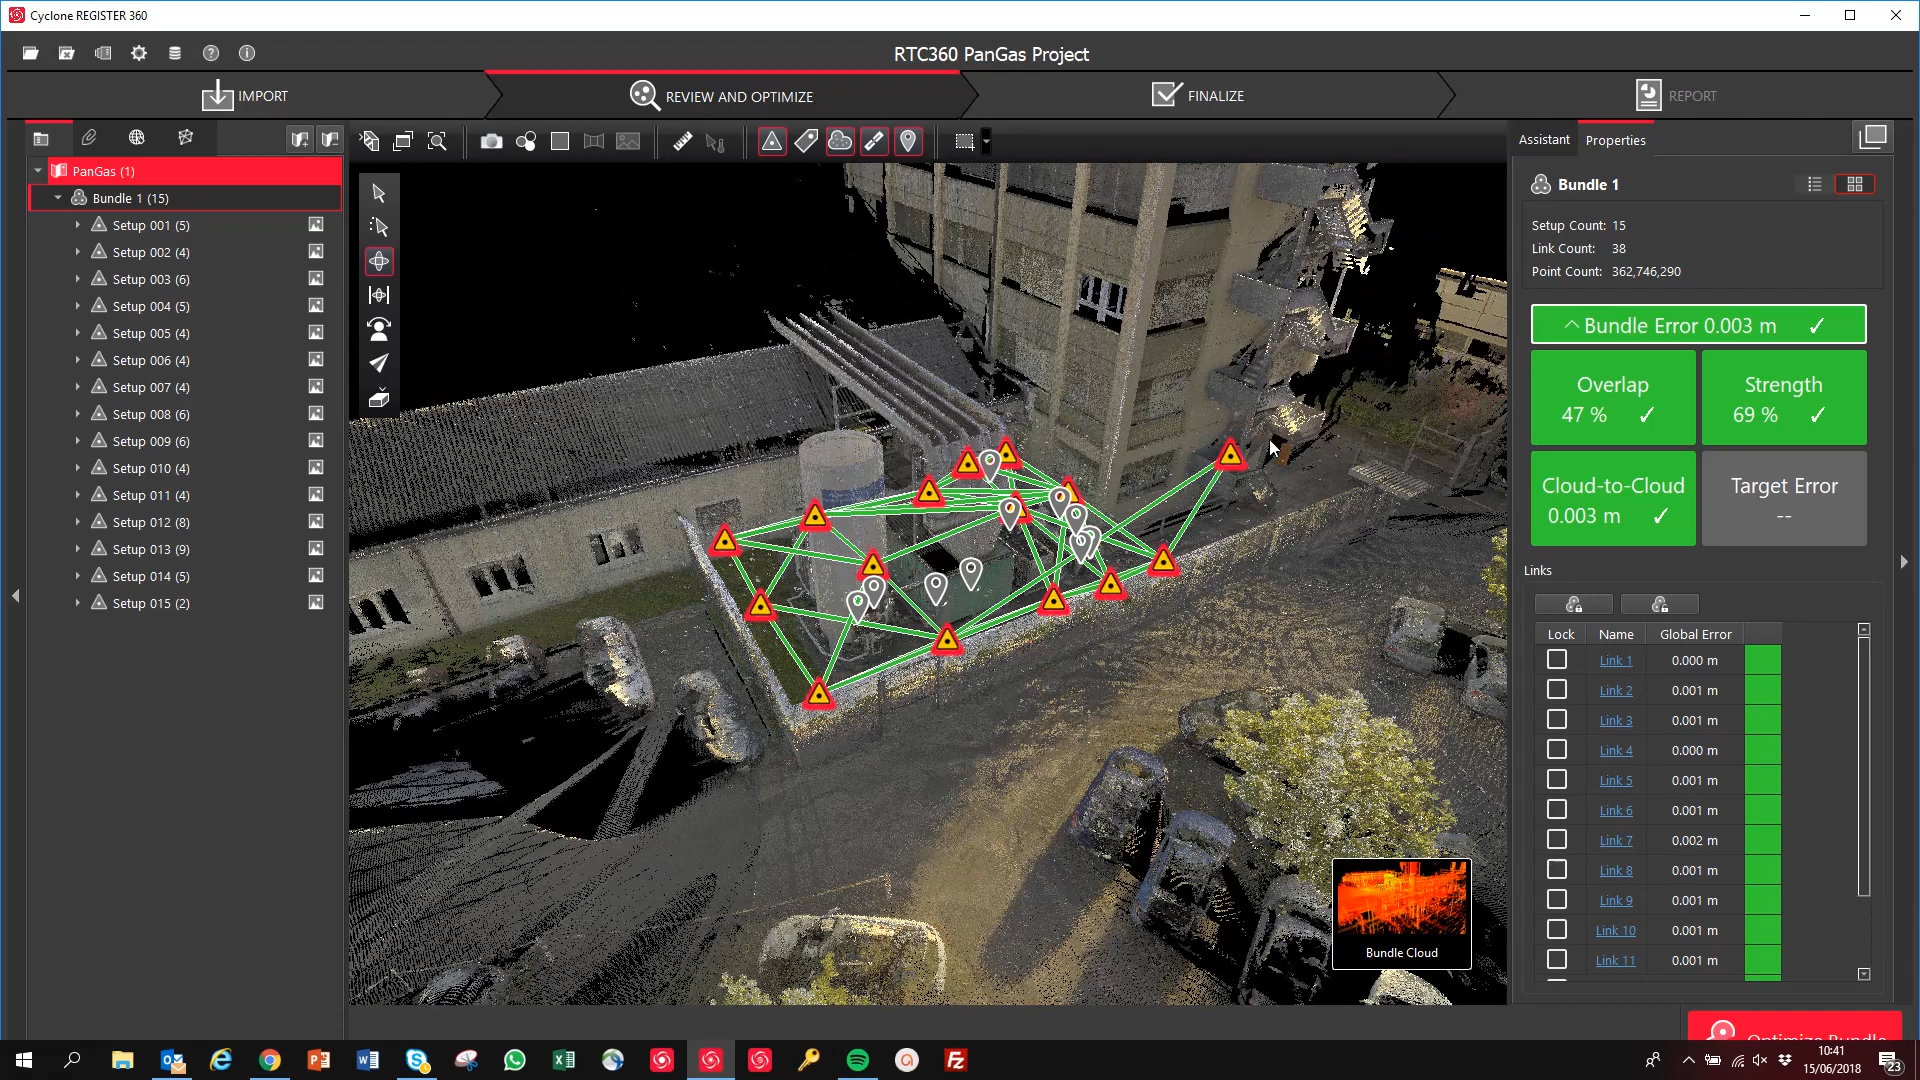 Cyclone REGISTER 360
RTC360 PanGas Project
IMPORT
REVIEW AND OPTIMIZE
FINALIZE
REPORT
PanGas (1)
Bundle 1 (15)
Setup 001 (5)
Setup 002 (4)
Setup 003 (6)
Setup 004 (5)
Setup 005 (4)
Setup 006 (4)
Setup 007 (4)
Setup 008 (6)
Setup 009 (6)
Setup 010 (4)
Setup 011 (4)
Setup 012 (8)
Setup 013 (9)
Setup 014 (5)
Setup 015 (2)
Bundle Cloud
Assistant Properties
Bundle 1
Setup Count: 15
Link Count: 38
Point Count: 362,746,290
Bundle Error 0.003 m
Overlap
47 %
Strength
69 %
Cloud-to-Cloud
0.003 m
Target Error
--
Links
Lock Name Global Error
Link 1 0.000 m
Link 2 0.001 m
Link 3 0.001 m
Link 4 0.000 m
Link 5 0.001 m
Link 6 0.001 m
Link 7 0.002 m
Link 8 0.001 m
Link 9 0.001 m
Link 10 0.001 m
Link 11 0.001 m
Optimize Bundle
10:41
15/06/2018
23